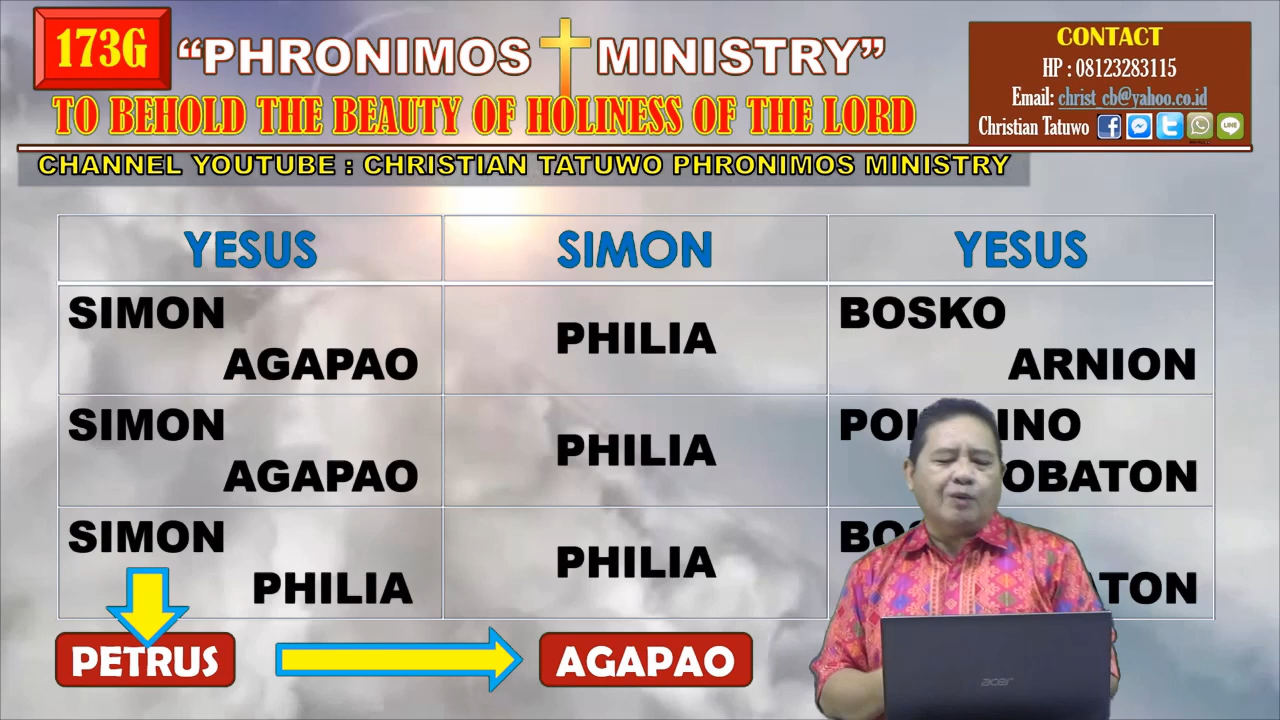 173G
“PHRONIMOS MINISTRY”
TO BEHOLD THE BEAUTY OF HOLINESS OF THE LORD
CONTACT
HP : 08123283115
Email: christ_cb@yahoo.co.id
Christian Tatuwo
CHANNEL YOUTUBE : CHRISTIAN TATUWO PHRONIMOS MINISTRY
YESUS SIMON YESUS
SIMON
AGAPAO
PHILIA
BOSKO
ARNION
SIMON
AGAPAO
PHILIA
SIMON
PHILIA
PHILIA
PETRUS
AGAPAO
acer